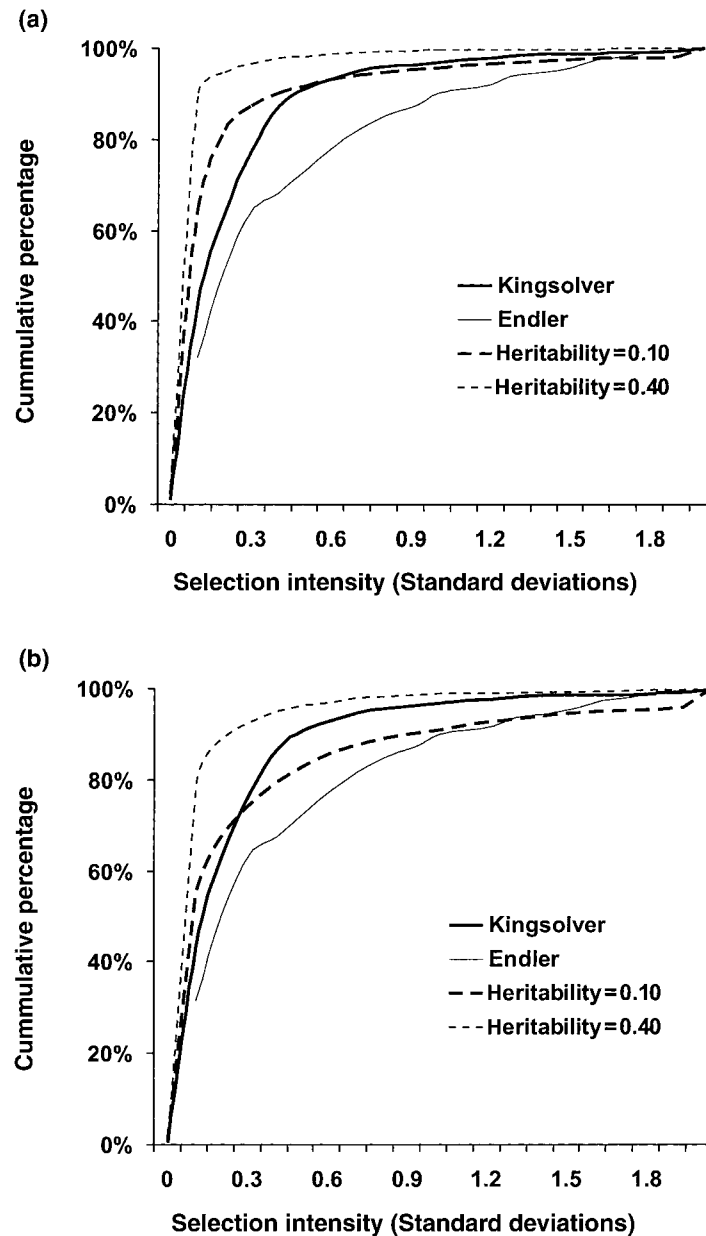 (a)
100%
80%
60%
40%
20%
0%
Cummulative percentage
Kingsolver
Endler
Heritability=0.10
Heritability=0.40
0 0.3 0.6 0.9 1.2 1.5 1.8
Selection intensity (Standard deviations)
(b)
100%
80%
60%
40%
20%
0%
Cummulative percentage
Kingsolver
Endler
Heritability=0.10
Heritability=0.40
0 0.3 0.6 0.9 1.2 1.5 1.8
Selection intensity (Standard deviations)